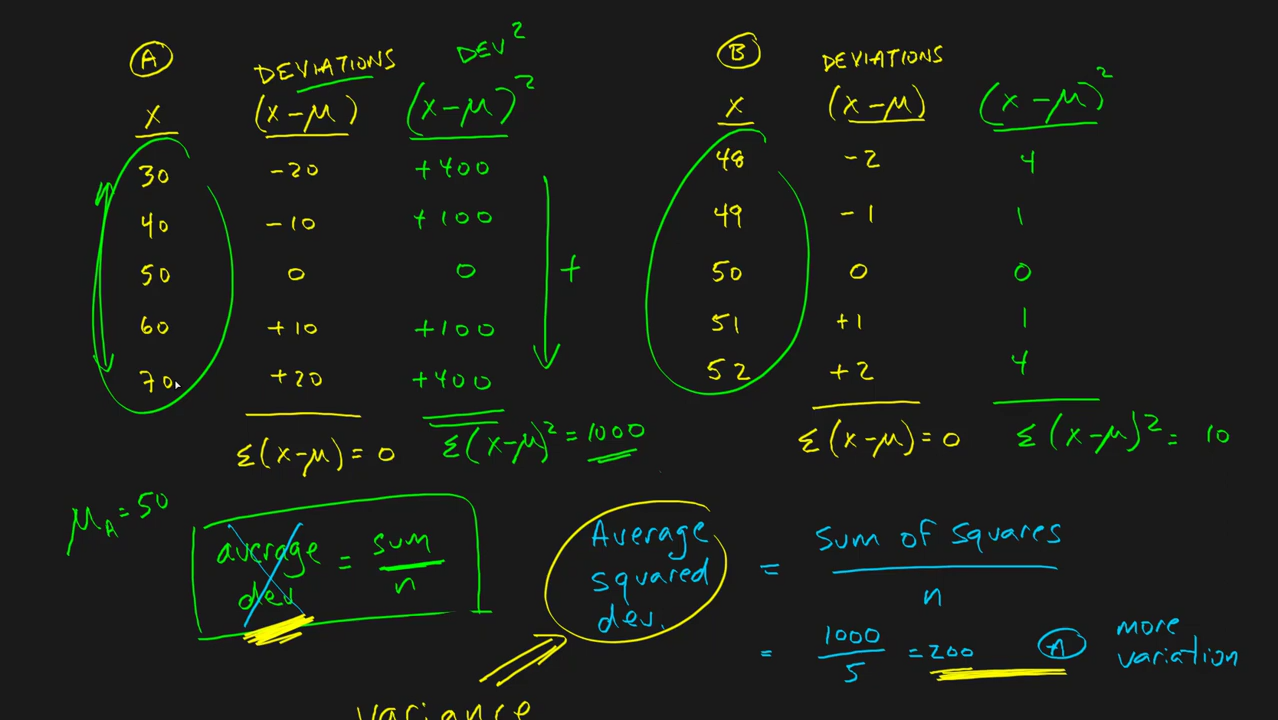 A DEVIATIONS DEV² B DEVIATIONS
x (x-μ) (x-μ)² x (x-μ) (x-μ)²
30 -20 +400 48 -2 4
40 -10 +100 49 -1 1
50 0 0 + 50 0 0
60 +10 +100 51 +1 1
70 +20 +400 52 +2 4
Σ(x-μ) = 0 Σ(x-μ)² = 1000 Σ(x-μ) = 0 Σ(x-μ)² = 10
μA = 50
average dev = sum/n
Average squared dev. = sum of squares/n
= 1000/5 = 200 A more variation
variance